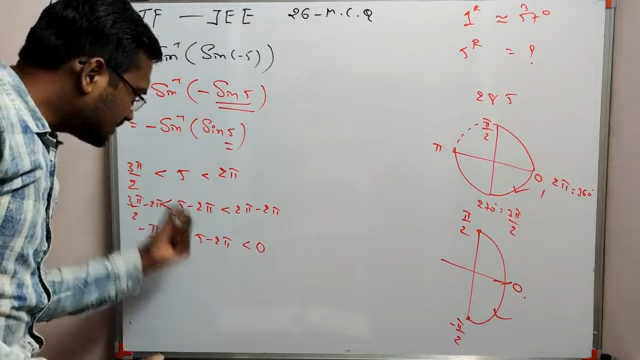 ITF — JEE 26-M.C.Q
Sin⁻¹(Sin(-5))
Sin⁻¹(-Sin5)
= -Sin⁻¹(Sin5)
3π/2 < 5 < 2π
3π/2 -2π < 5-2π < 2π-2π
-π 5-2π < 0
1ᴿ ≈ 57°
5ᴿ = ?
285
π/2
π
0
2π=360°
270°=3π/2
π/2
0
-π/2